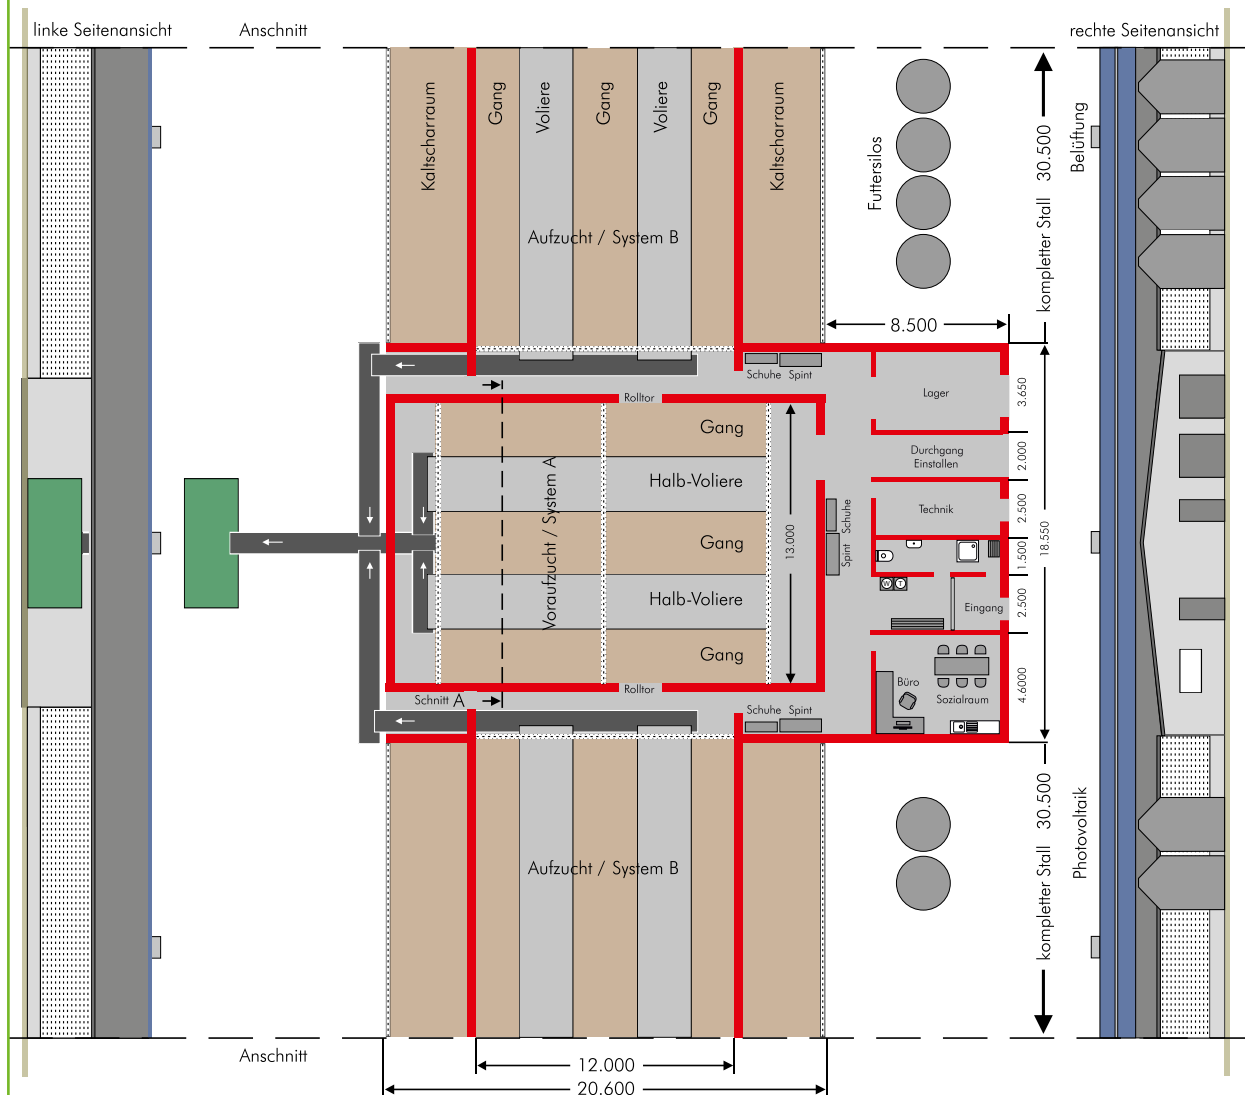 linke Seitenansicht
Anschnitt
rechte Seitenansicht
Kaltscharraum
Gang
Voliere
Gang
Voliere
Gang
Kaltscharraum
Futtersilos
kompletter Stall 30.500
Belüftung
Aufzucht / System B
8.500
Schuhe Spint
Rolltor
Lager
3.650
Gang
Durchgang
Einstallen
2.000
Halb-Voliere
Voraufzucht / System A
13.000
Schuhe
Spint
Technik
2.500
18.550
Gang
1.500
W T
Halb-Voliere
Eingang
2.500
Gang
Büro
Sozialraum
4.6000
Rolltor
Schnitt A
Schuhe Spint
kompletter Stall 30.500
Photovoltaik
Aufzucht / System B
Anschnitt
12.000
20.600